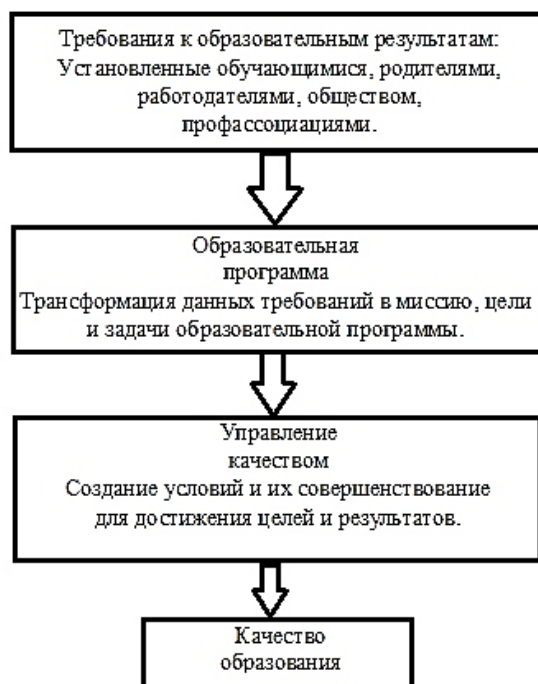 Требования к образовательным результатам:
Установленные обучающимися, родителями,
работодателями, обществом,
профассоциациями.
Образовательная
программа
Трансформация данных требований в миссию, цели
и задачи образовательной программы.
Управление
качеством
Создание условий и их совершенствование
для достижения целей и результатов.
Качество
образования